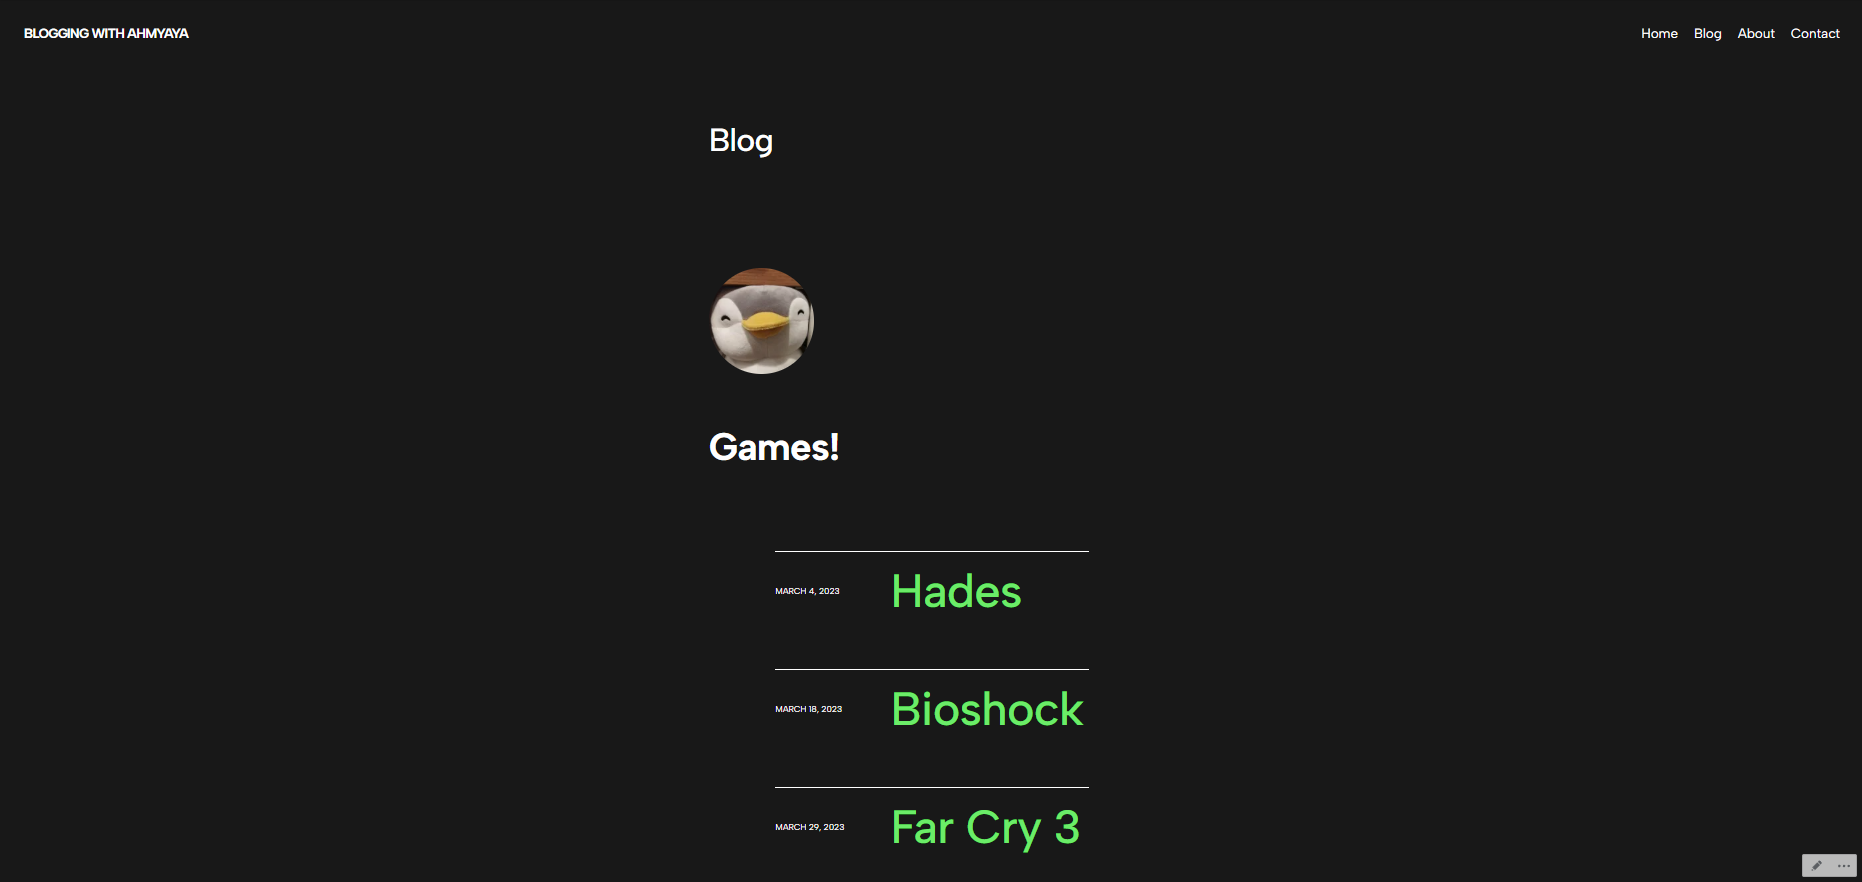 BLOGGING WITH AHMYAYA
Home Blog About Contact
Blog
Games!
MARCH 4, 2023 Hades
MARCH 18, 2023 Bioshock
MARCH 29, 2023 Far Cry 3